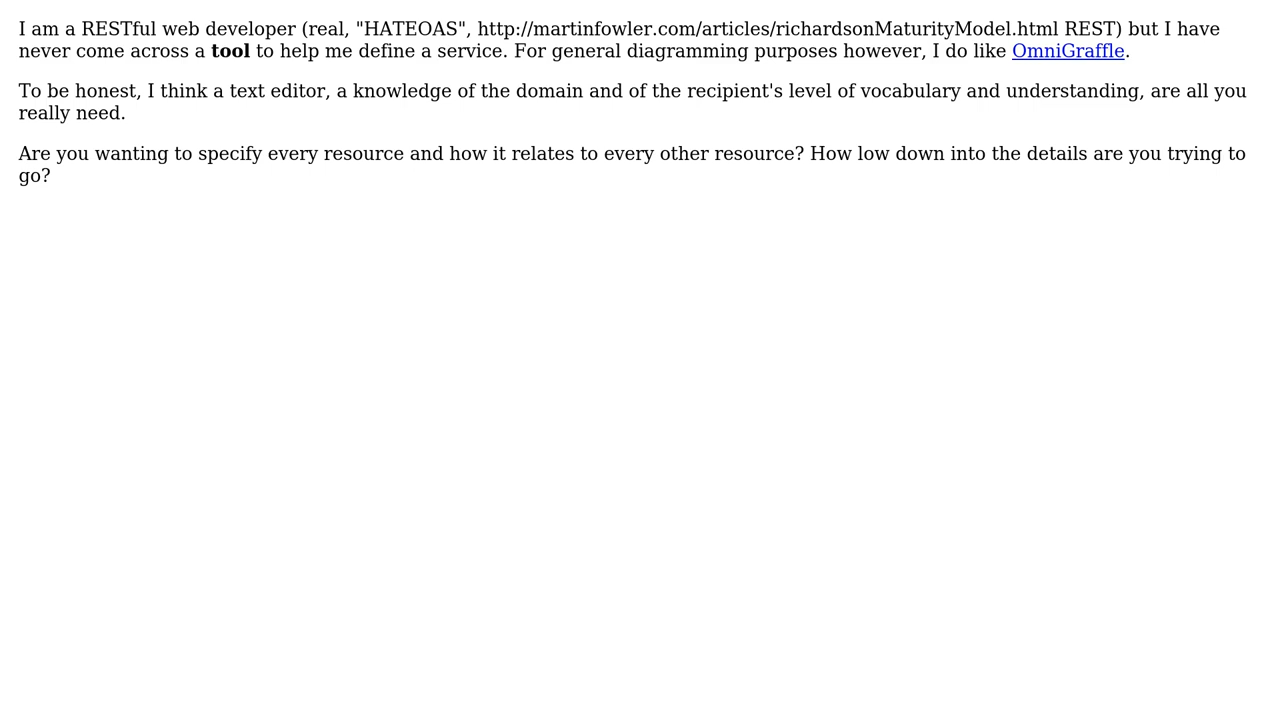 I am a RESTful web developer (real, "HATEOAS", http://martinfowler.com/articles/richardsonMaturityModel.html REST) but I have
never come across a tool to help me define a service. For general diagramming purposes however, I do like OmniGraffle.
To be honest, I think a text editor, a knowledge of the domain and of the recipient's level of vocabulary and understanding, are all you
really need.
Are you wanting to specify every resource and how it relates to every other resource? How low down into the details are you trying to
go?